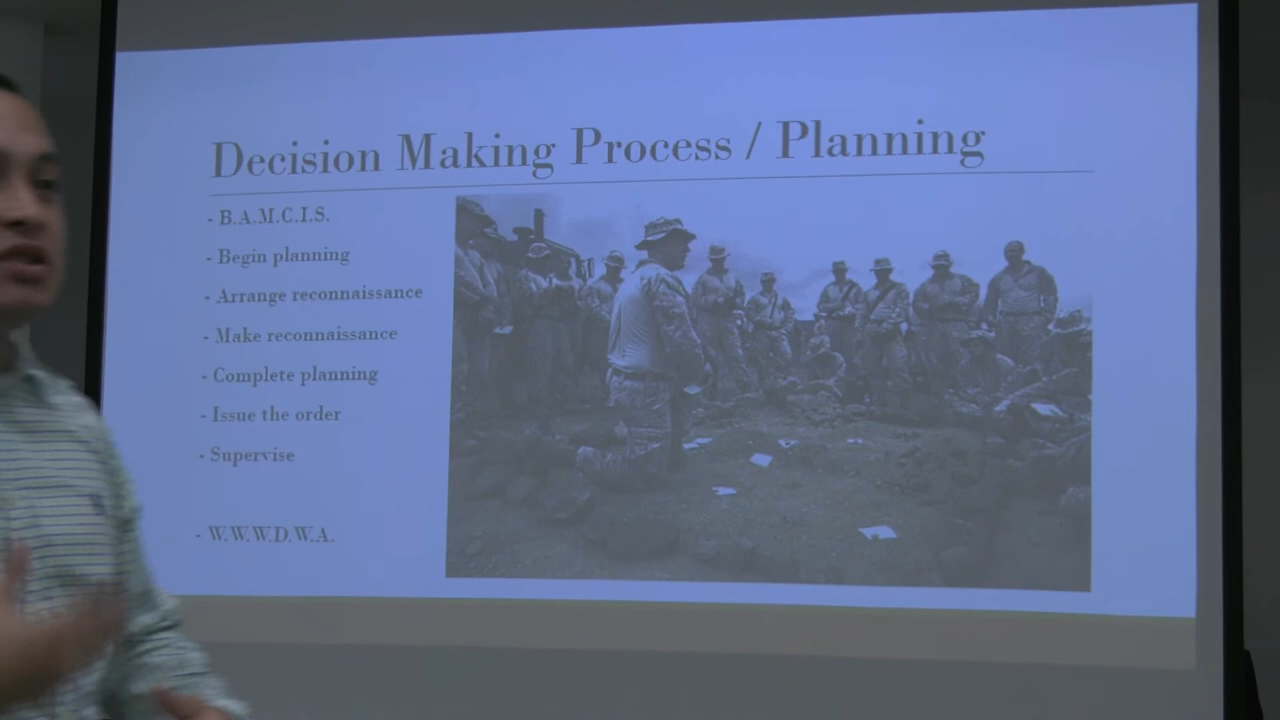 Decision Making Process / Planning
- B.A.M.C.I.S.
- Begin planning
- Arrange reconnaissance
- Make reconnaissance
- Complete planning
- Issue the order
- Supervise
- W.W.W.D.W.A.